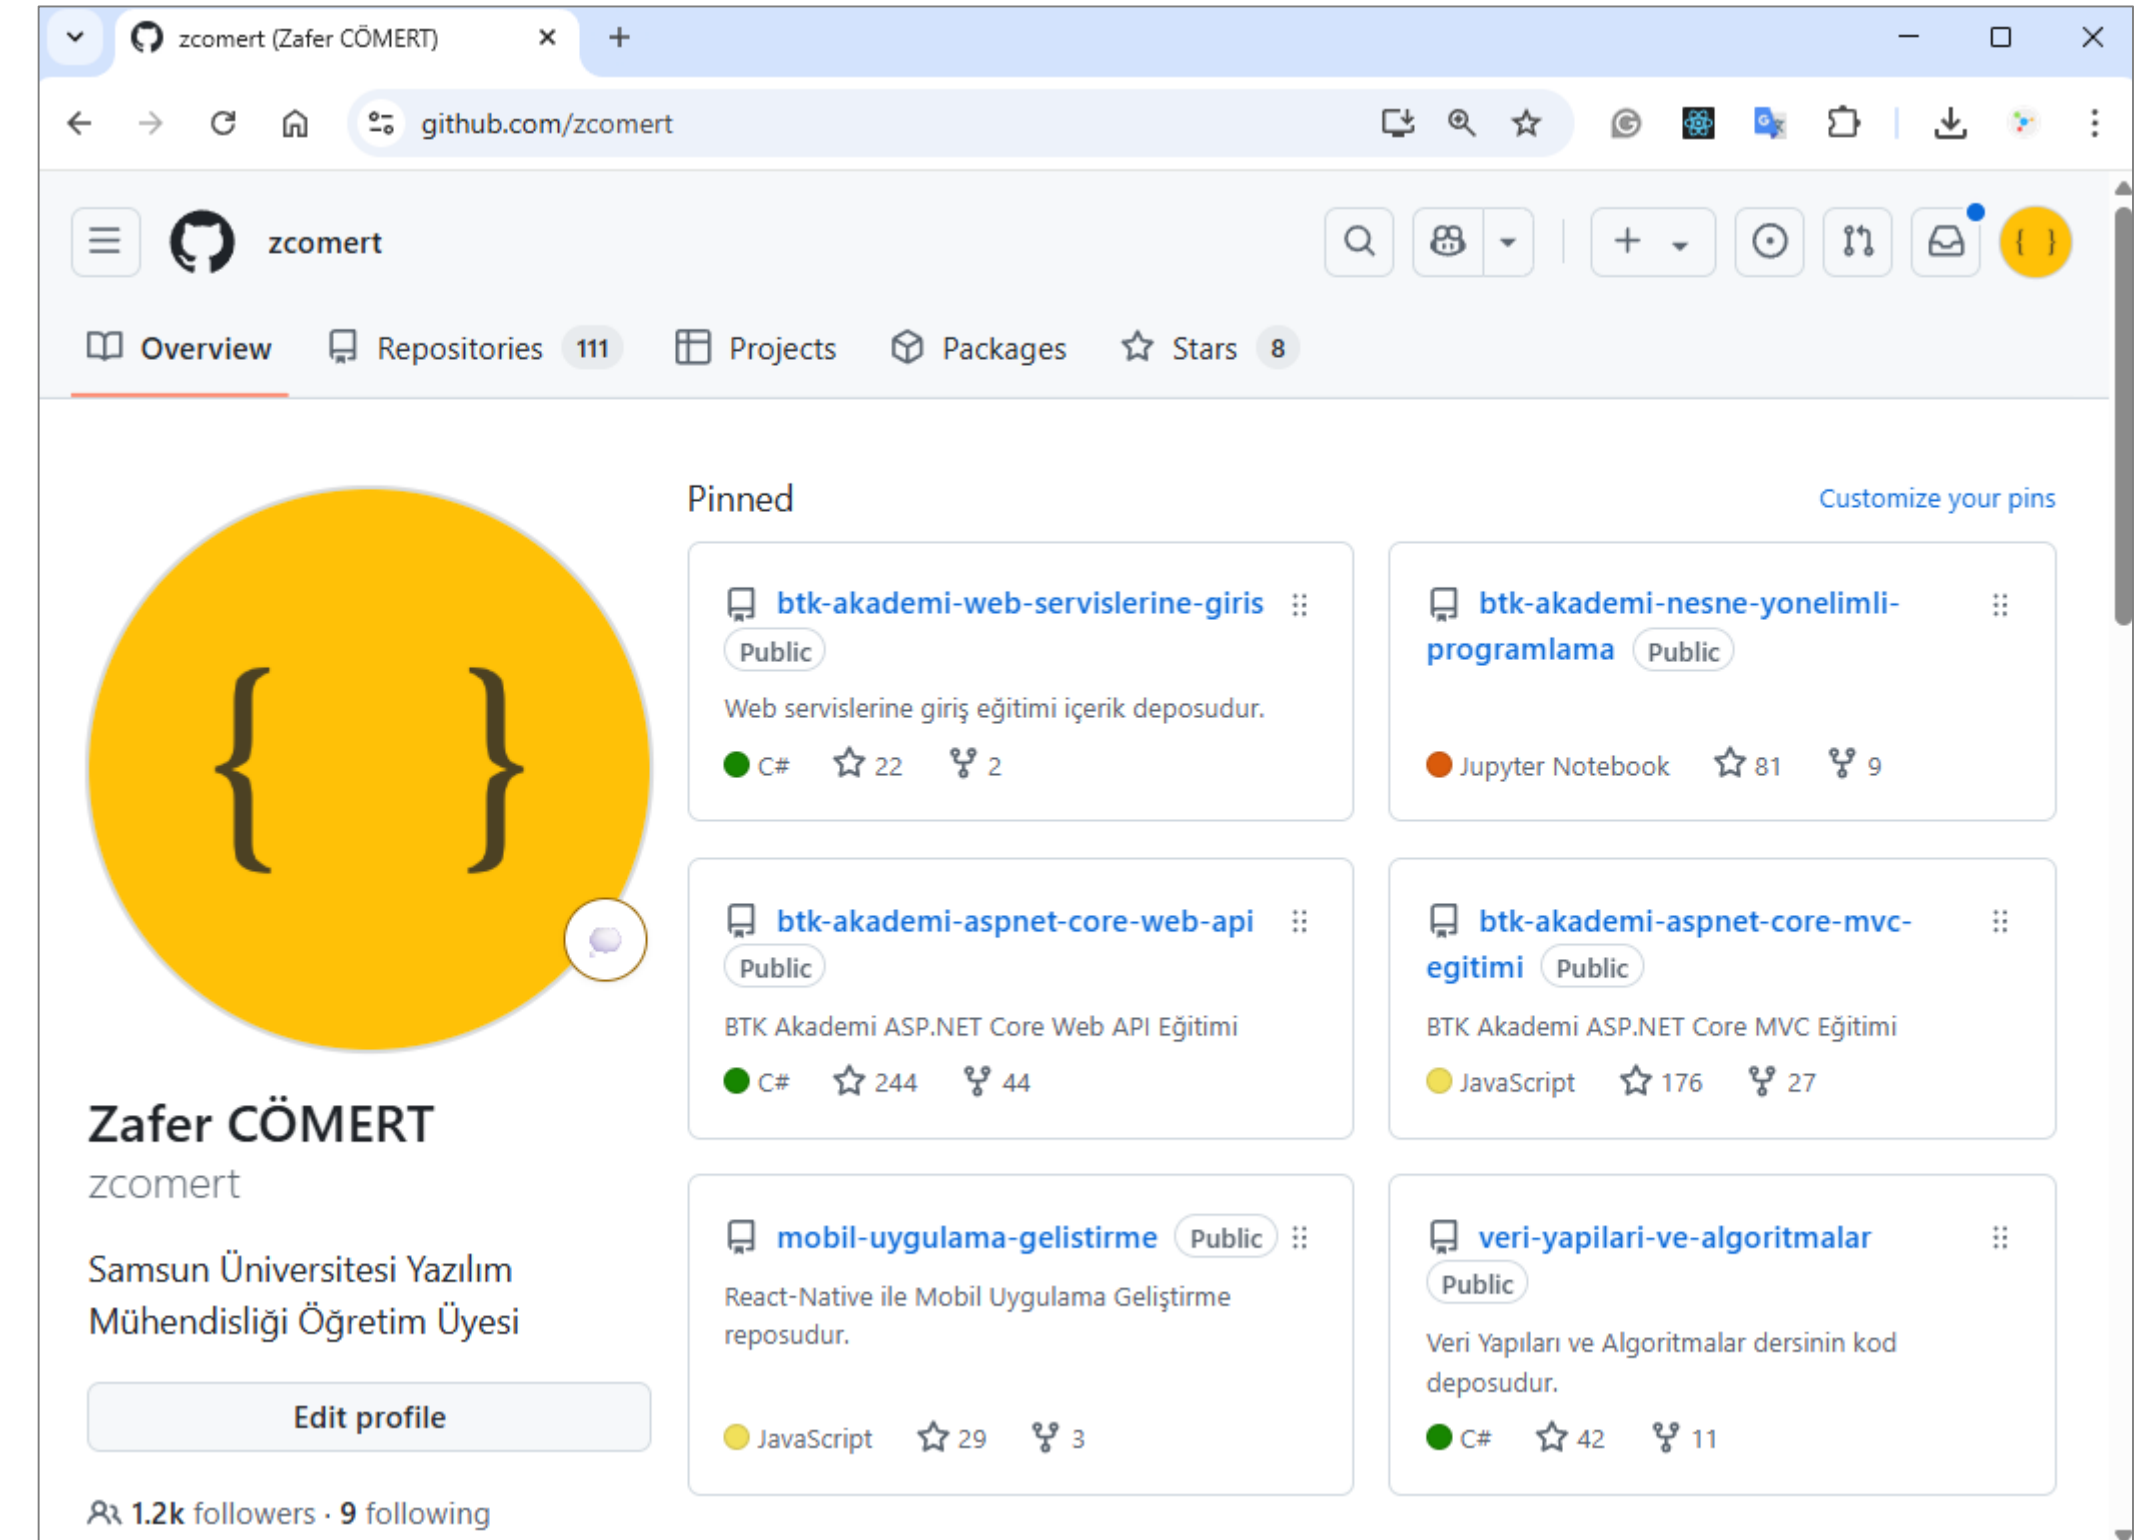 zcomert (Zafer CÖMERT)
github.com/zcomert
zcomert
Overview
Repositories 111
Projects
Packages
Stars 8
{ }
Zafer CÖMERT
zcomert
Samsun Üniversitesi Yazılım
Mühendisliği Öğretim Üyesi
Edit profile
1.2k followers · 9 following
Pinned
Customize your pins
btk-akademi-web-servislerine-giris
Public
Web servislerine giriş eğitimi içerik deposudur.
C# 22 2
btk-akademi-nesne-yonelimli-
programlama Public
Jupyter Notebook 81 9
btk-akademi-aspnet-core-web-api
Public
BTK Akademi ASP.NET Core Web API Eğitimi
C# 244 44
btk-akademi-aspnet-core-mvc-
egitimi Public
BTK Akademi ASP.NET Core MVC Eğitimi
JavaScript 176 27
mobil-uygulama-gelistirme Public
React-Native ile Mobil Uygulama Geliştirme
reposudur.
JavaScript 29 3
veri-yapilari-ve-algoritmalar
Public
Veri Yapıları ve Algoritmalar dersinin kod
deposudur.
C# 42 11